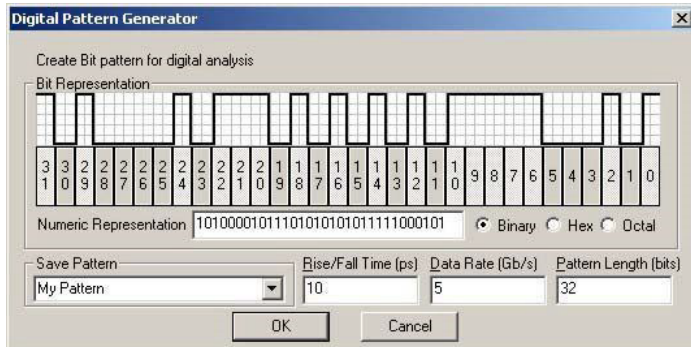 Digital Pattern Generator
Create Bit pattern for digital analysis
Bit Representation
31 30 29 28 27 26 25 24 23 22 21 20 19 18 17 16 15 14 13 12 11 10 9 8 7 6 5 4 3 2 1 0
Numeric Representation 10100001011101010101011111000101 Binary Hex Octal
Save Pattern Rise/Fall Time (ps) Data Rate (Gb/s) Pattern Length (bits)
My Pattern 10 5 32
OK Cancel